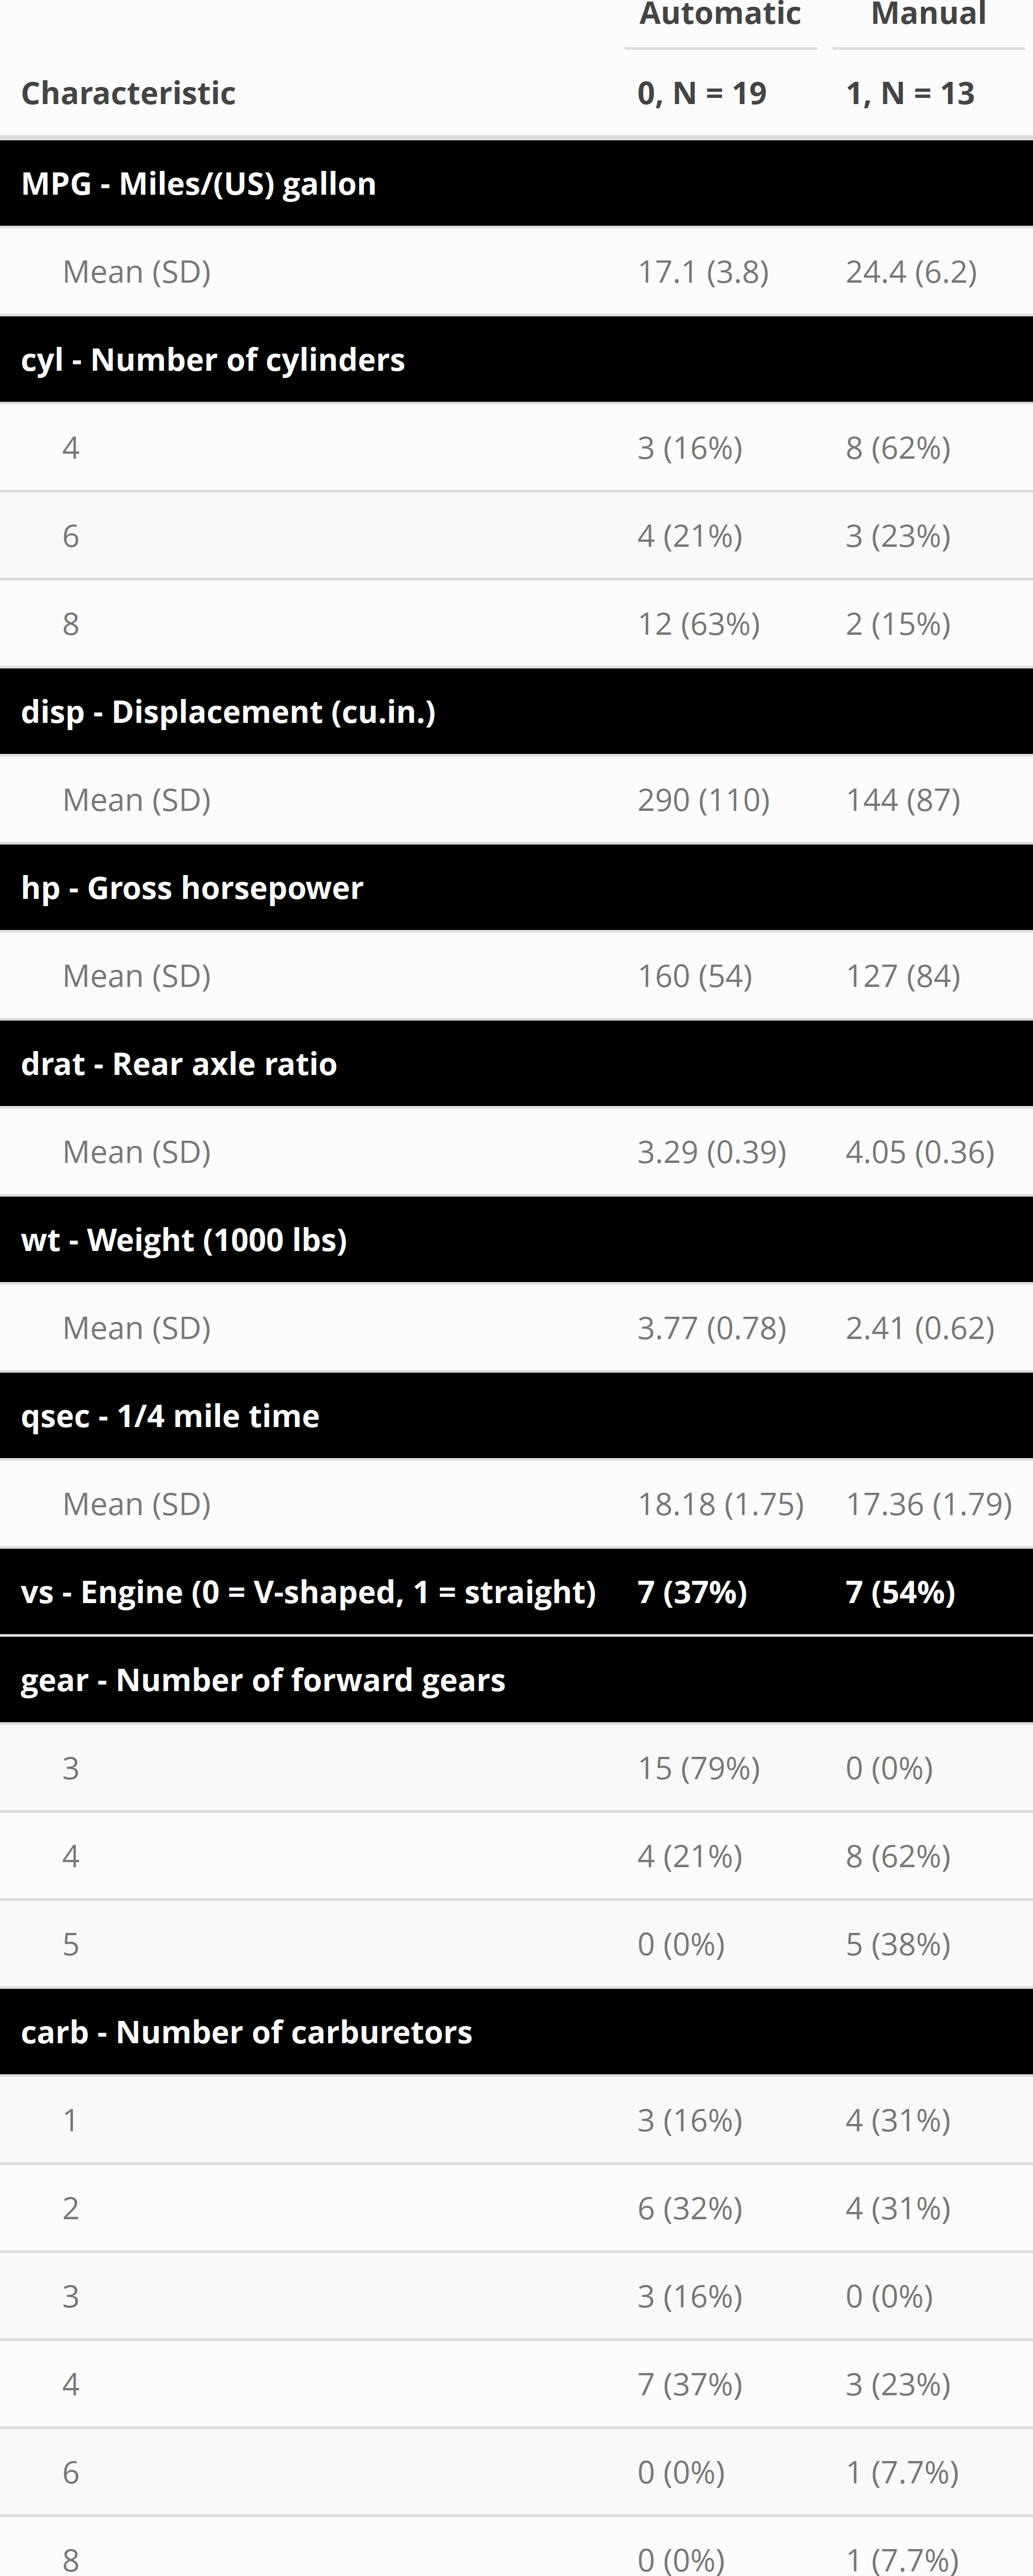 Automatic Manual
Characteristic 0, N = 19 1, N = 13
MPG - Miles/(US) gallon
Mean (SD) 17.1 (3.8) 24.4 (6.2)
cyl - Number of cylinders
4 3 (16%) 8 (62%)
6 4 (21%) 3 (23%)
8 12 (63%) 2 (15%)
disp - Displacement (cu.in.)
Mean (SD) 290 (110) 144 (87)
hp - Gross horsepower
Mean (SD) 160 (54) 127 (84)
drat - Rear axle ratio
Mean (SD) 3.29 (0.39) 4.05 (0.36)
wt - Weight (1000 lbs)
Mean (SD) 3.77 (0.78) 2.41 (0.62)
qsec - 1/4 mile time
Mean (SD) 18.18 (1.75) 17.36 (1.79)
vs - Engine (0 = V-shaped, 1 = straight) 7 (37%) 7 (54%)
gear - Number of forward gears
3 15 (79%) 0 (0%)
4 4 (21%) 8 (62%)
5 0 (0%) 5 (38%)
carb - Number of carburetors
1 3 (16%) 4 (31%)
2 6 (32%) 4 (31%)
3 3 (16%) 0 (0%)
4 7 (37%) 3 (23%)
6 0 (0%) 1 (7.7%)
8 0 (0%) 1 (7.7%)